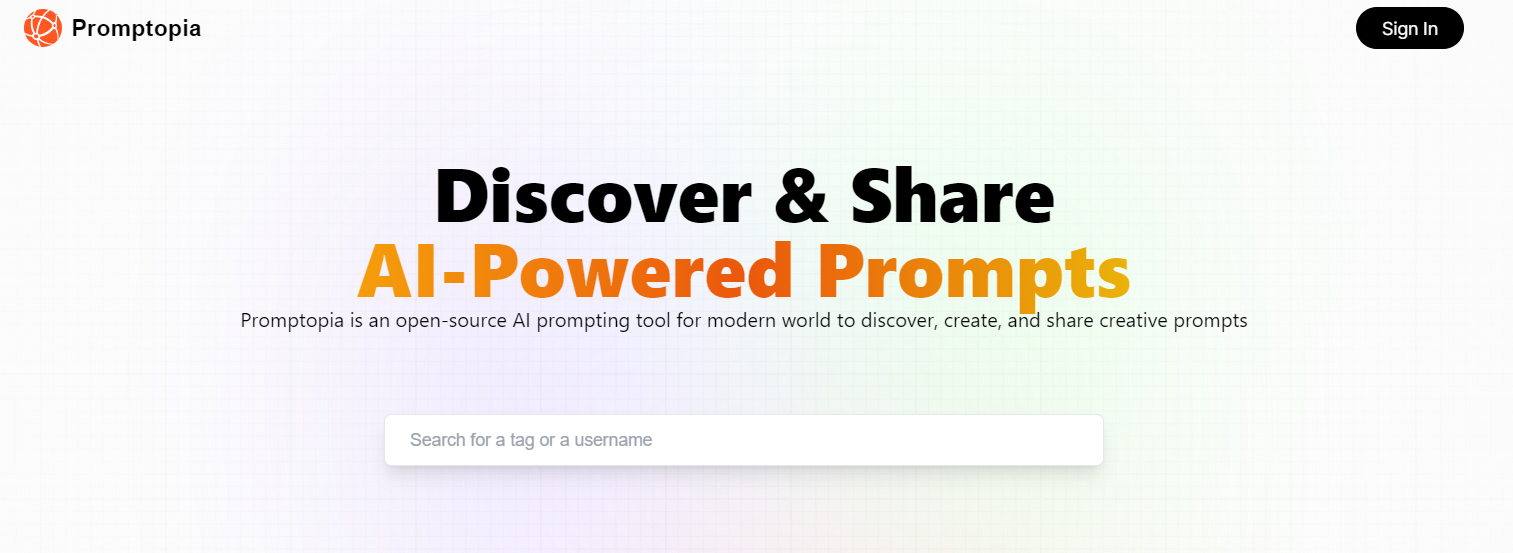 Promptopia
Sign In
Discover & Share
AI-Powered Prompts
Promptopia is an open-source AI prompting tool for modern world to discover, create, and share creative prompts
Search for a tag or a username